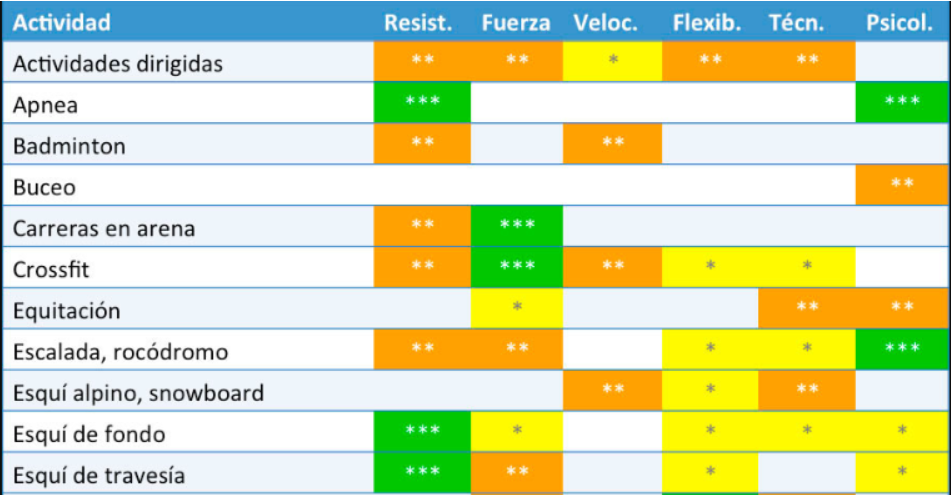 Actividad Resist. Fuerza Veloc. Flexib. Técn. Psicol.
Actividades dirigidas ** ** * ** **
Apnea *** ***
Badminton ** **
Buceo **
Carreras en arena ** ***
Crossfit ** *** ** * *
Equitación * ** **
Escalada, rocódromo ** ** * * ***
Esquí alpino, snowboard ** * **
Esquí de fondo *** * * * *
Esquí de travesía *** ** * *